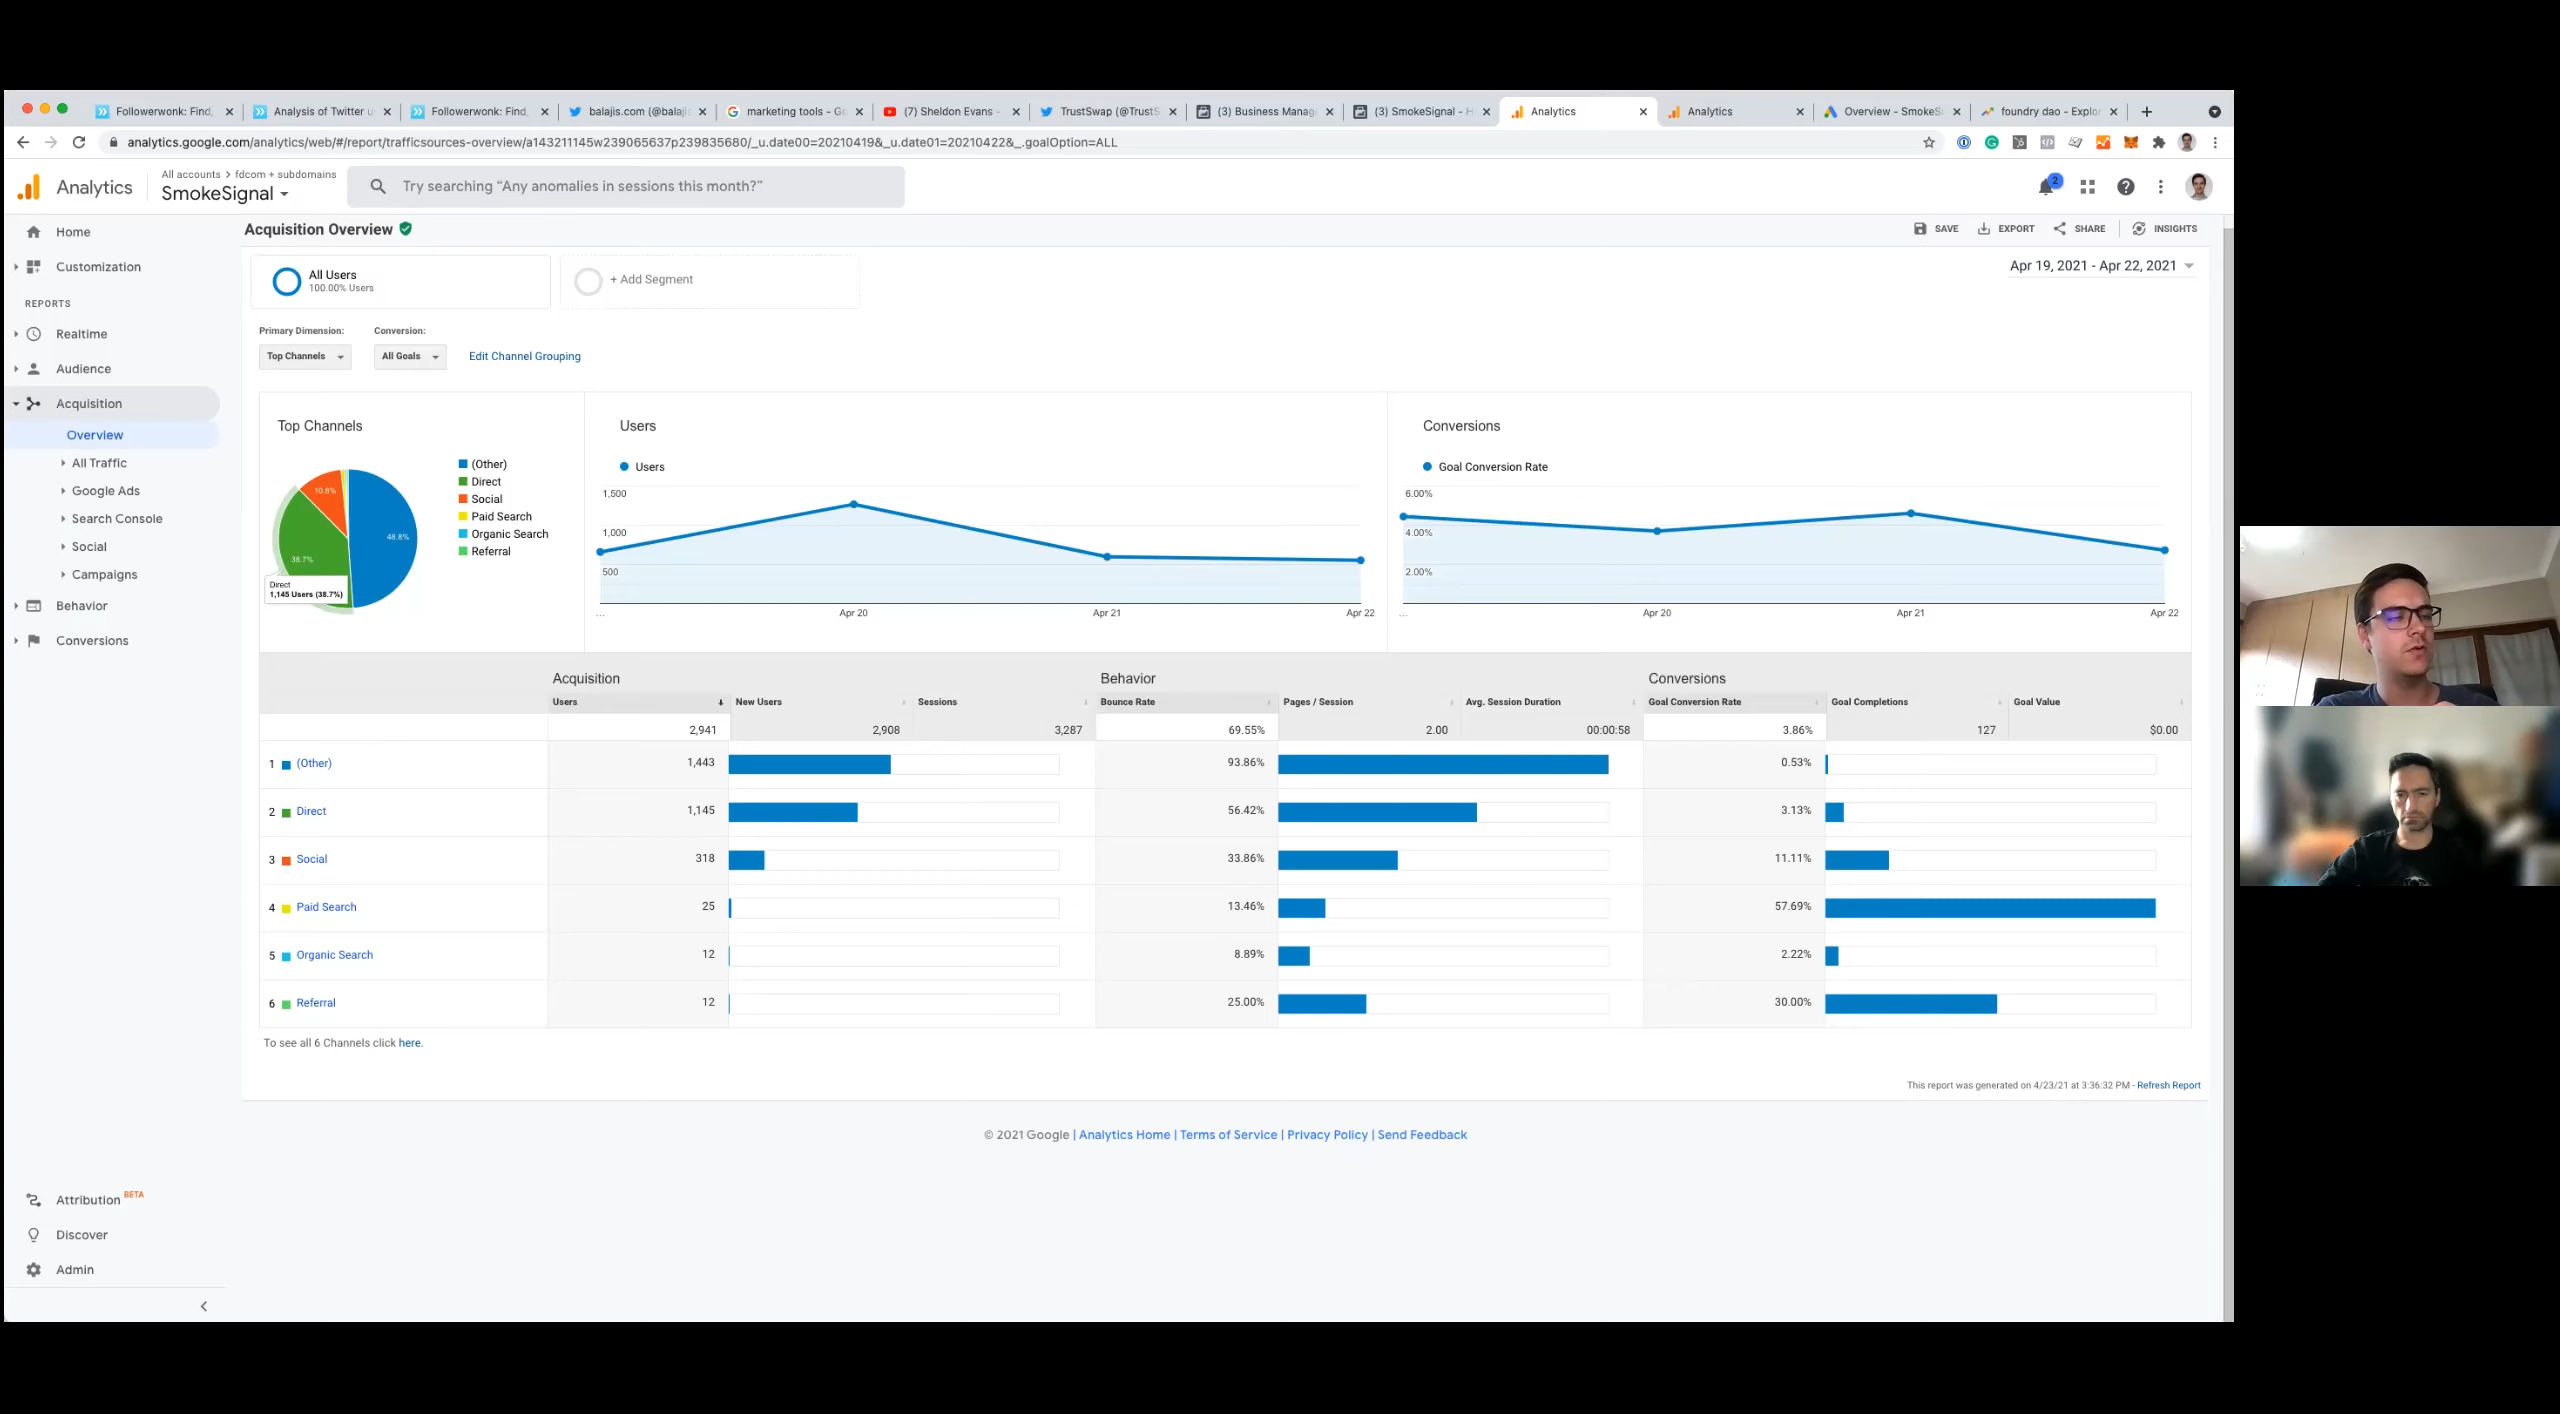 Followerwonk: Find,
Analysis of Twitter u
Followerwonk: Find,
balajis.com (@balaji
marketing tools - Go
(7) Sheldon Evans -
TrustSwap (@TrustS
(3) Business Manag
(3) SmokeSignal - H
Analytics
Analytics
Overview - SmokeSi
foundry dao - Explor
analytics.google.com/analytics/web/#/report/trafficsources-overview/a143211145w239065637p239835680/_u.date00=20210419&_u.date01=20210422&_.goalOption=ALL
Analytics
All accounts > fdcom + subdomains
SmokeSignal
Try searching “Any anomalies in sessions this month?”
2
Home
Customization
REPORTS
Realtime
Audience
Acquisition
Overview
All Traffic
Google Ads
Search Console
Social
Campaigns
Behavior
Conversions
Attribution BETA
Discover
Admin
Acquisition Overview
SAVE
EXPORT
SHARE
INSIGHTS
All Users
100.00% Users
+ Add Segment
Apr 19, 2021 - Apr 22, 2021
Primary Dimension:
Conversion:
Top Channels
All Goals
Edit Channel Grouping
Top Channels
48.8%
38.7%
10.8%
Direct
1,145 Users (38.7%)
(Other)
Direct
Social
Paid Search
Organic Search
Referral
Users
Users
1,500
1,000
500
...
Apr 20
Apr 21
Apr 22
Conversions
Goal Conversion Rate
6.00%
4.00%
2.00%
...
Apr 20
Apr 21
Apr 22
Acquisition Behavior Conversions
Users New Users Sessions Bounce Rate Pages / Session Avg. Session Duration Goal Conversion Rate Goal Completions Goal Value
2,941 2,908 3,287 69.55% 2.00 00:00:58 3.86% 127 $0.00
1 (Other) 1,443 93.86% 0.53%
2 Direct 1,145 56.42% 3.13%
3 Social 318 33.86% 11.11%
4 Paid Search 25 13.46% 57.69%
5 Organic Search 12 8.89% 2.22%
6 Referral 12 25.00% 30.00%
To see all 6 Channels click here.
This report was generated on 4/23/21 at 3:36:32 PM - Refresh Report
© 2021 Google | Analytics Home | Terms of Service | Privacy Policy | Send Feedback